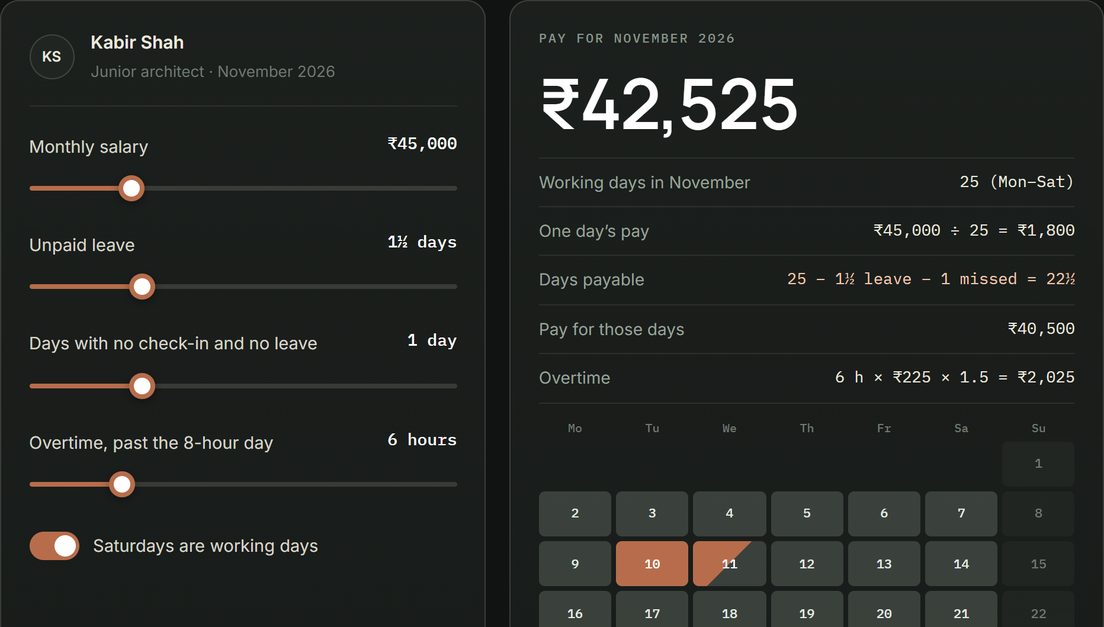 KS
Kabir Shah
Junior architect · November 2026
Monthly salary ₹45,000
Unpaid leave 1½ days
Days with no check-in and no leave 1 day
Overtime, past the 8-hour day 6 hours
Saturdays are working days
PAY FOR NOVEMBER 2026
₹42,525
Working days in November 25 (Mon–Sat)
One day’s pay ₹45,000 ÷ 25 = ₹1,800
Days payable 25 − 1½ leave − 1 missed = 22½
Pay for those days ₹40,500
Overtime 6 h × ₹225 × 1.5 = ₹2,025
Mo Tu We Th Fr Sa Su
1
2 3 4 5 6 7 8
9 10 11 12 13 14 15
16 17 18 19 20 21 22